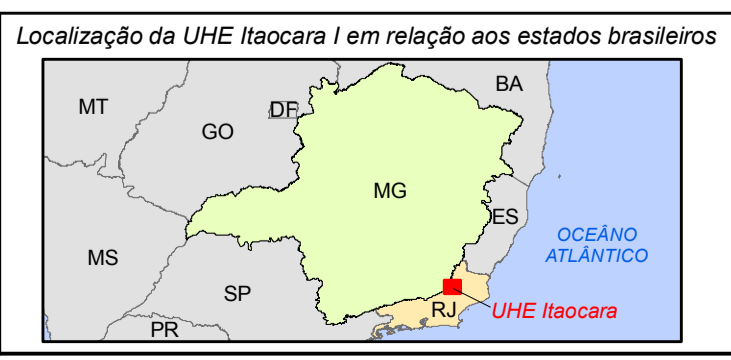 Localização da UHE Itaocara I em relação aos estados brasileiros
BA
MT
DF
GO
MG
ES
OCEÂNO
ATLÂNTICO
MS
SP
RJ
UHE Itaocara
PR